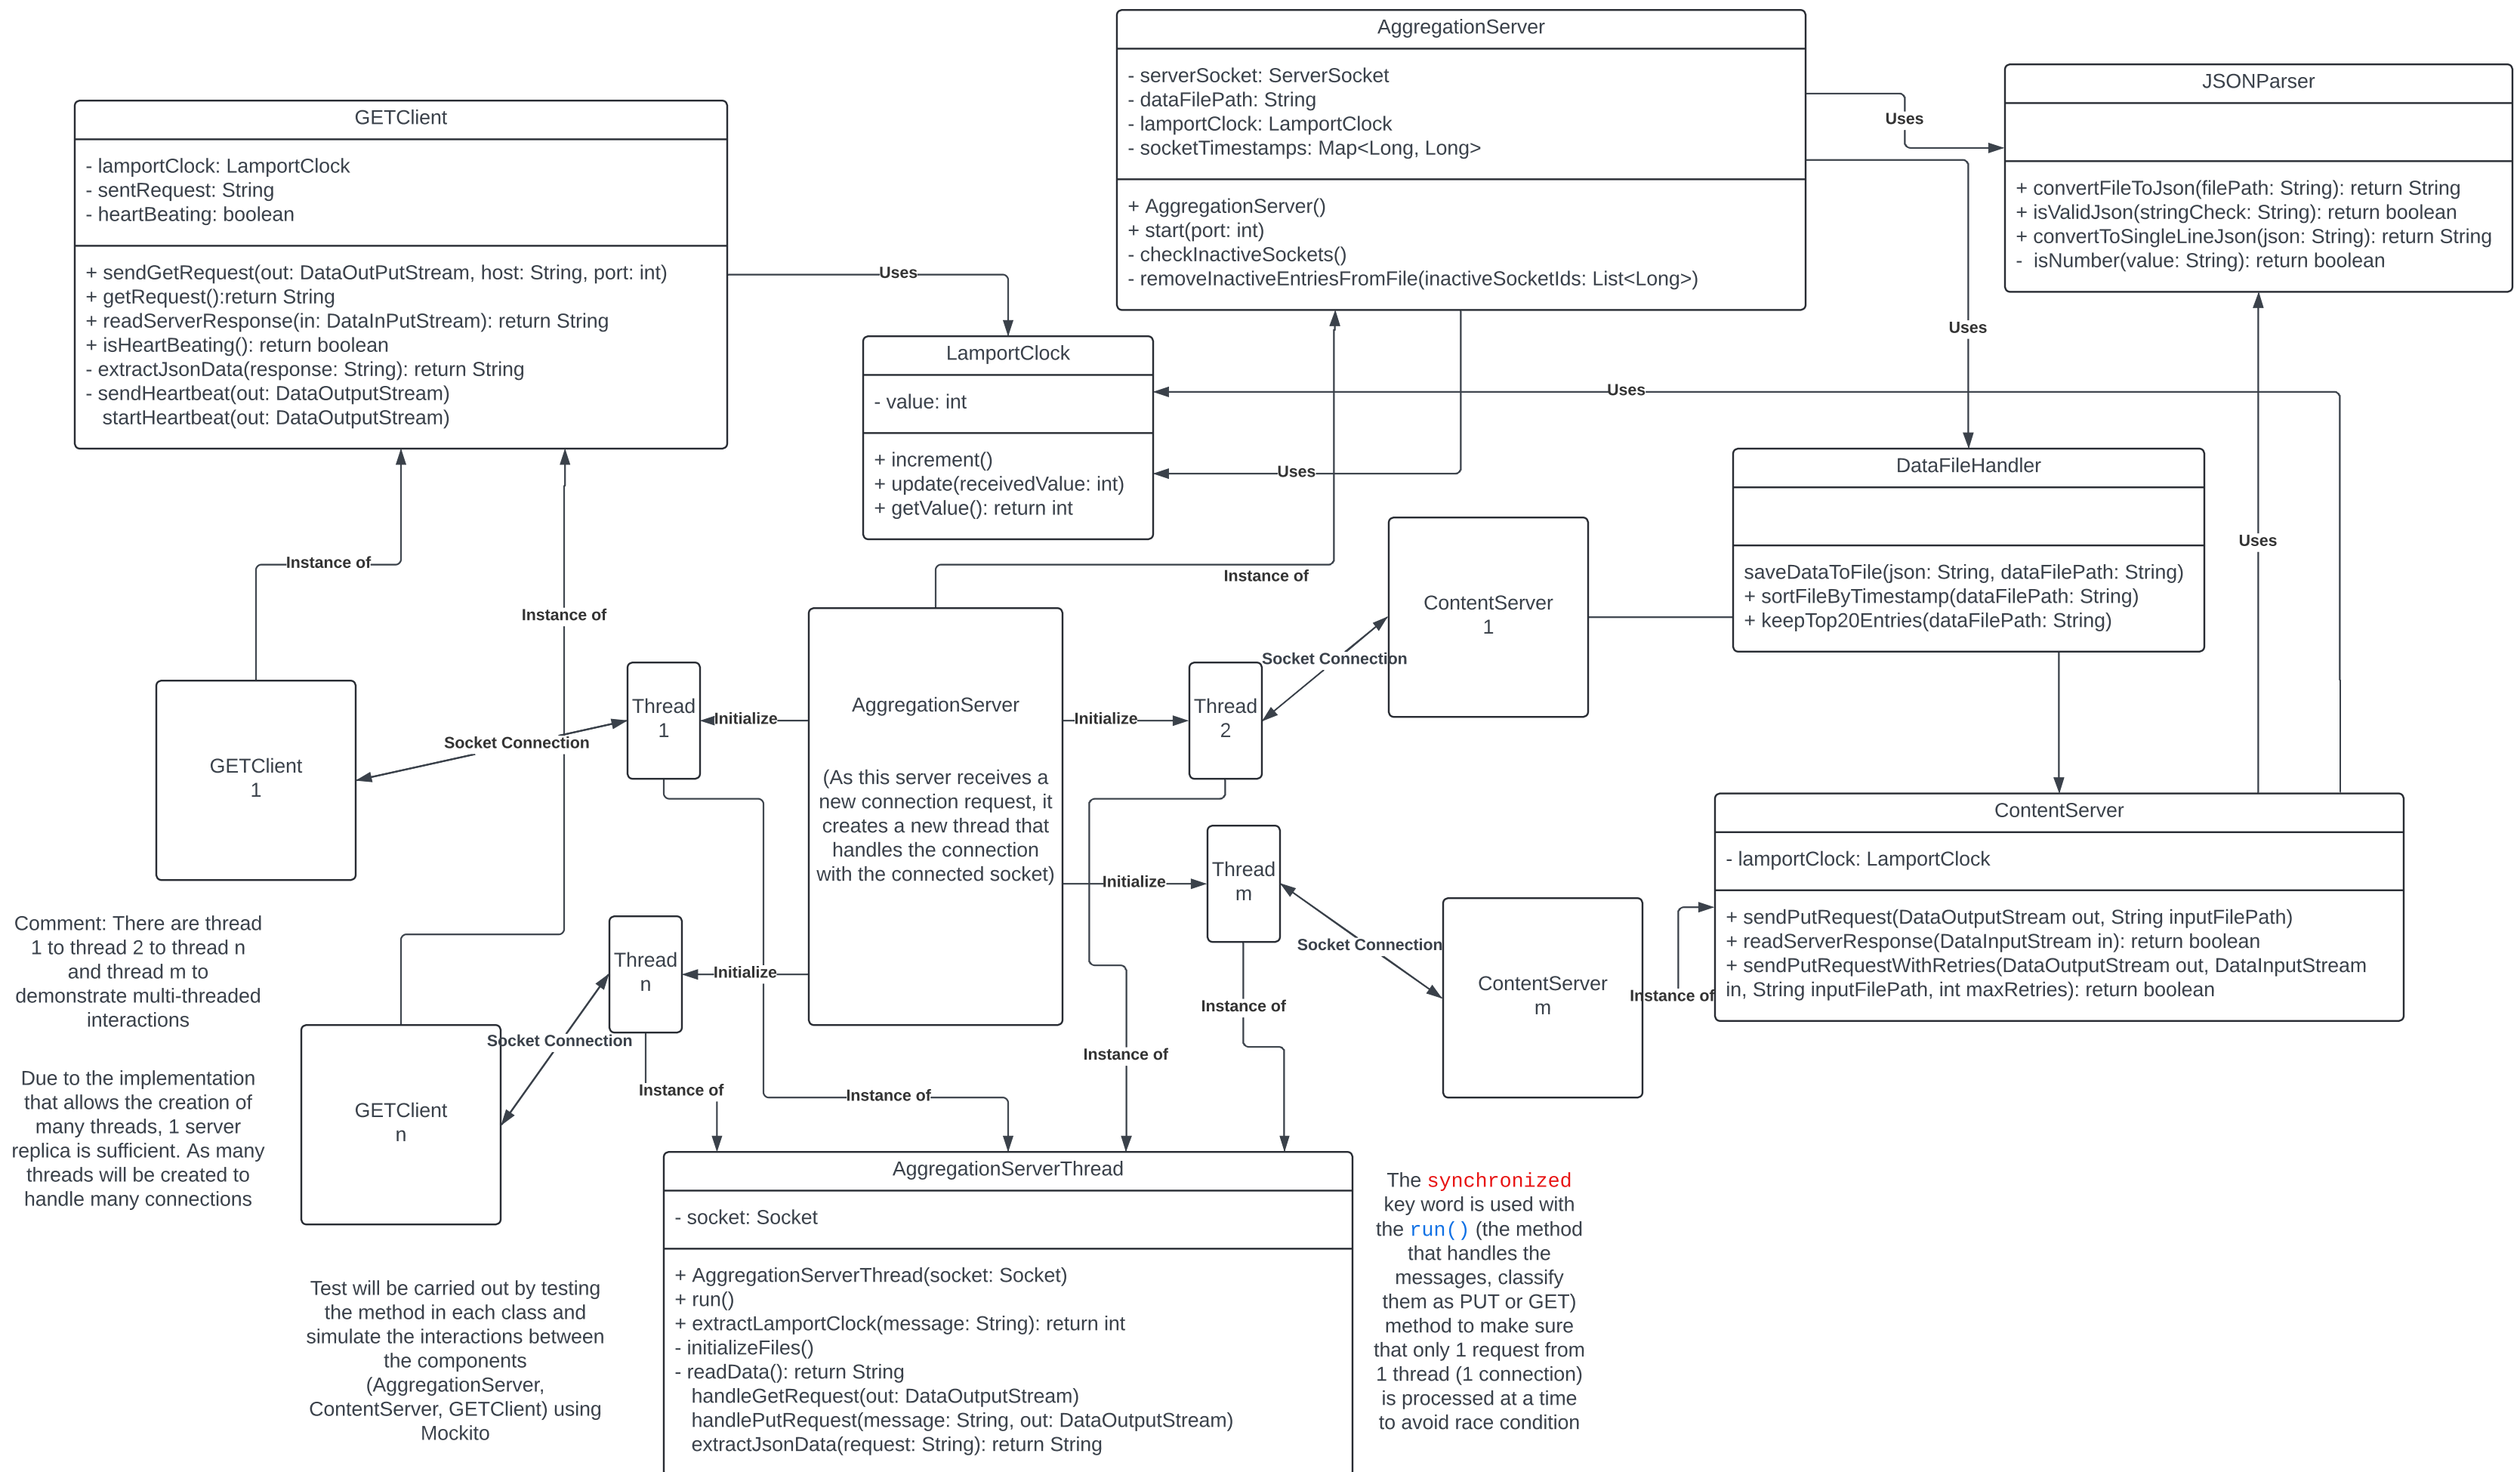 AggregationServer
- serverSocket: ServerSocket
- dataFilePath: String
- lamportClock: LamportClock
- socketTimestamps: Map<Long, Long>
+ AggregationServer()
+ start(port: int)
- checkInactiveSockets()
- removeInactiveEntriesFromFile(inactiveSocketIds: List<Long>)
JSONParser
+ convertFileToJson(filePath: String): return String
+ isValidJson(stringCheck: String): return boolean
+ convertToSingleLineJson(json: String): return String
-  isNumber(value: String): return boolean
Uses
Uses
GETClient
- lamportClock: LamportClock
- sentRequest: String
- heartBeating: boolean
+ sendGetRequest(out: DataOutPutStream, host: String, port: int)
+ getRequest():return String
+ readServerResponse(in: DataInPutStream): return String
+ isHeartBeating(): return boolean
- extractJsonData(response: String): return String
- sendHeartbeat(out: DataOutputStream)
startHeartbeat(out: DataOutputStream)
Uses
LamportClock
- value: int
+ increment()
+ update(receivedValue: int)
+ getValue(): return int
Uses
Uses
DataFileHandler
saveDataToFile(json: String, dataFilePath: String)
+ sortFileByTimestamp(dataFilePath: String)
+ keepTop20Entries(dataFilePath: String)
Uses
Instance of
Instance of
Instance of
ContentServer
1
Socket Connection
GETClient
1
Socket Connection
Thread
1
Initialize
AggregationServer
(As this server receives a
new connection request, it
creates a new thread that
handles the connection
with the connected socket)
Initialize
Thread
2
Initialize
Thread
m
Socket Connection
ContentServer
m
Instance of
ContentServer
- lamportClock: LamportClock
+ sendPutRequest(DataOutputStream out, String inputFilePath)
+ readServerResponse(DataInputStream in): return boolean
+ sendPutRequestWithRetries(DataOutputStream out, DataInputStream
in, String inputFilePath, int maxRetries): return boolean
Comment: There are thread
1 to thread 2 to thread n
and thread m to
demonstrate multi-threaded
interactions
Due to the implementation
that allows the creation of
many threads, 1 server
replica is sufficient. As many
threads will be created to
handle many connections
Thread
n
Initialize
Socket Connection
GETClient
n
Instance of
Instance of
Instance of
Instance of
AggregationServerThread
- socket: Socket
+ AggregationServerThread(socket: Socket)
+ run()
+ extractLamportClock(message: String): return int
- initializeFiles()
- readData(): return String
handleGetRequest(out: DataOutputStream)
handlePutRequest(message: String, out: DataOutputStream)
extractJsonData(request: String): return String
The synchronized
key word is used with
the run() (the method
that handles the
messages, classify
them as PUT or GET)
method to make sure
that only 1 request from
1 thread (1 connection)
is processed at a time
to avoid race condition
Test will be carried out by testing
the method in each class and
simulate the interactions between
the components
(AggregationServer,
ContentServer, GETClient) using
Mockito